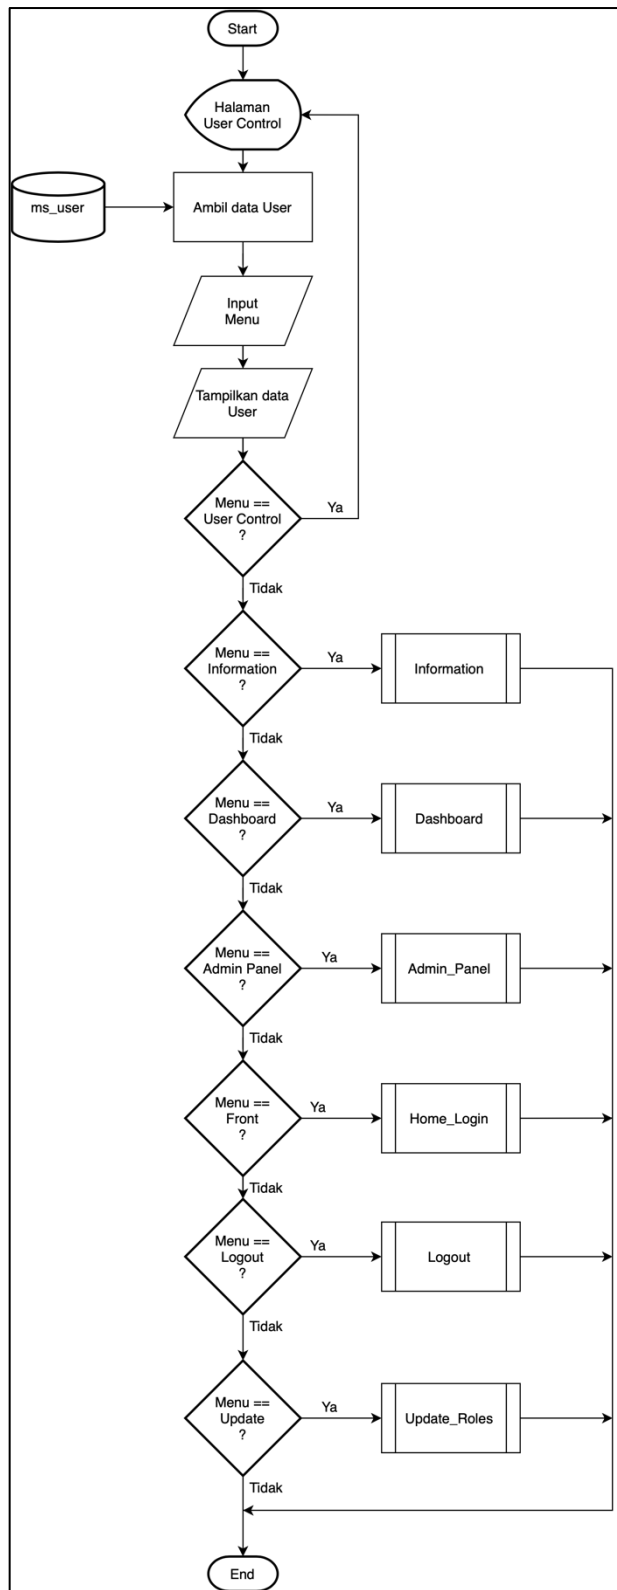 Start
Halaman
User Control
ms_user
Ambil data User
Input
Menu
Tampilkan data
User
Menu ==
User Control
?
Ya
Tidak
Menu ==
Information
?
Ya
Information
Tidak
Menu ==
Dashboard
?
Ya
Dashboard
Tidak
Menu ==
Admin Panel
?
Ya
Admin_Panel
Tidak
Menu ==
Front
?
Ya
Home_Login
Tidak
Menu ==
Logout
?
Ya
Logout
Tidak
Menu ==
Update
?
Ya
Update_Roles
Tidak
End